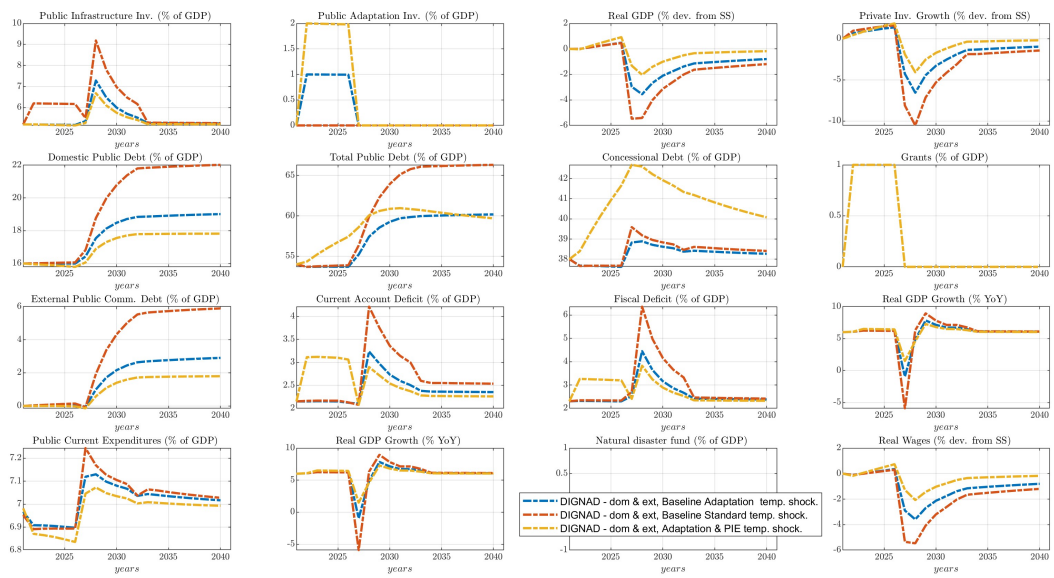 Public Infrastructure Inv. (% of GDP)
10
9
8
7
6
2025 2030 2035 2040
years
Public Adaptation Inv. (% of GDP)
2
1.5
1
0.5
0
2025 2030 2035 2040
years
Real GDP (% dev. from SS)
2
0
-2
-4
-6
2025 2030 2035 2040
years
Private Inv. Growth (% dev. from SS)
0
-5
-10
2025 2030 2035 2040
years
Domestic Public Debt (% of GDP)
22
20
18
16
2025 2030 2035 2040
years
Total Public Debt (% of GDP)
65
60
55
2025 2030 2035 2040
years
Concessional Debt (% of GDP)
42
41
40
39
38
2025 2030 2035 2040
years
Grants (% of GDP)
1
0.5
0
2025 2030 2035 2040
years
External Public Comm. Debt (% of GDP)
6
4
2
0
2025 2030 2035 2040
years
Current Account Deficit (% of GDP)
4
3.5
3
2.5
2
2025 2030 2035 2040
years
Fiscal Deficit (% of GDP)
6
5
4
3
2
2025 2030 2035 2040
years
Real GDP Growth (% YoY)
10
5
0
-5
2025 2030 2035 2040
years
Public Current Expenditures (% of GDP)
7.2
7.1
7
6.9
6.8
2025 2030 2035 2040
years
Real GDP Growth (% YoY)
10
5
0
-5
2025 2030 2035 2040
years
Natural disaster fund (% of GDP)
1
0.5
0
DIGNAD - dom & ext, Baseline Adaptation temp. shock.
DIGNAD - dom & ext, Baseline Standard temp. shock.
DIGNAD - dom & ext, Adaptation & PIE temp. shock.
-1
2025 2030 2035 2040
years
Real Wages (% dev. from SS)
2
0
-2
-4
-6
2025 2030 2035 2040
years